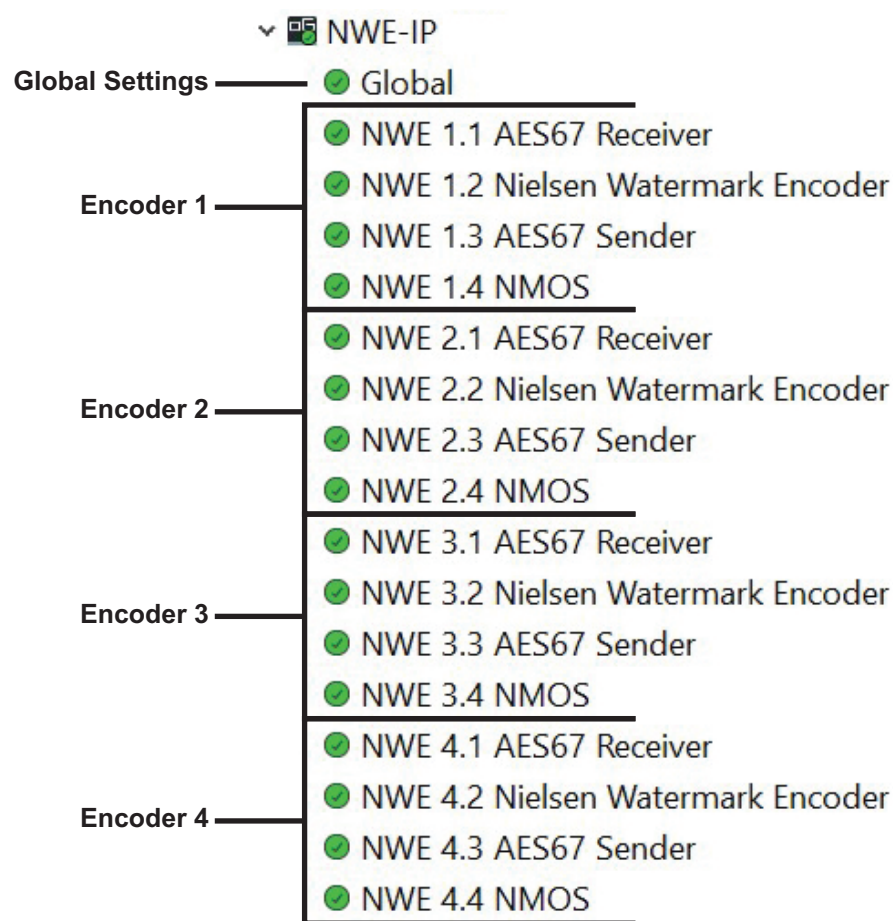 NWE-IP
Global Settings Global
NWE 1.1 AES67 Receiver
NWE 1.2 Nielsen Watermark Encoder
Encoder 1
NWE 1.3 AES67 Sender
NWE 1.4 NMOS
NWE 2.1 AES67 Receiver
NWE 2.2 Nielsen Watermark Encoder
Encoder 2
NWE 2.3 AES67 Sender
NWE 2.4 NMOS
NWE 3.1 AES67 Receiver
NWE 3.2 Nielsen Watermark Encoder
Encoder 3
NWE 3.3 AES67 Sender
NWE 3.4 NMOS
NWE 4.1 AES67 Receiver
NWE 4.2 Nielsen Watermark Encoder
Encoder 4
NWE 4.3 AES67 Sender
NWE 4.4 NMOS